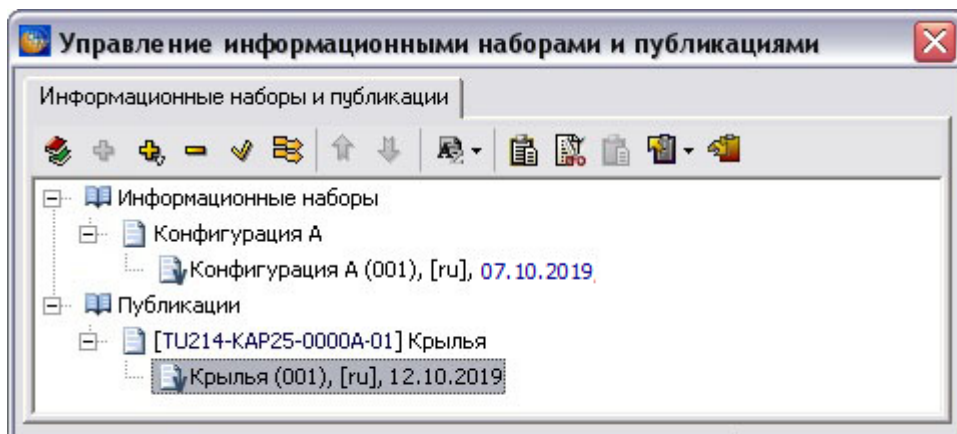 Управление информационными наборами и публикациями
Информационные наборы и публикации
Информационные наборы
Конфигурация А
Конфигурация А (001), [ru], 07.10.2019
Публикации
[TU214-KAP25-0000A-01] Крылья
Крылья (001), [ru], 12.10.2019